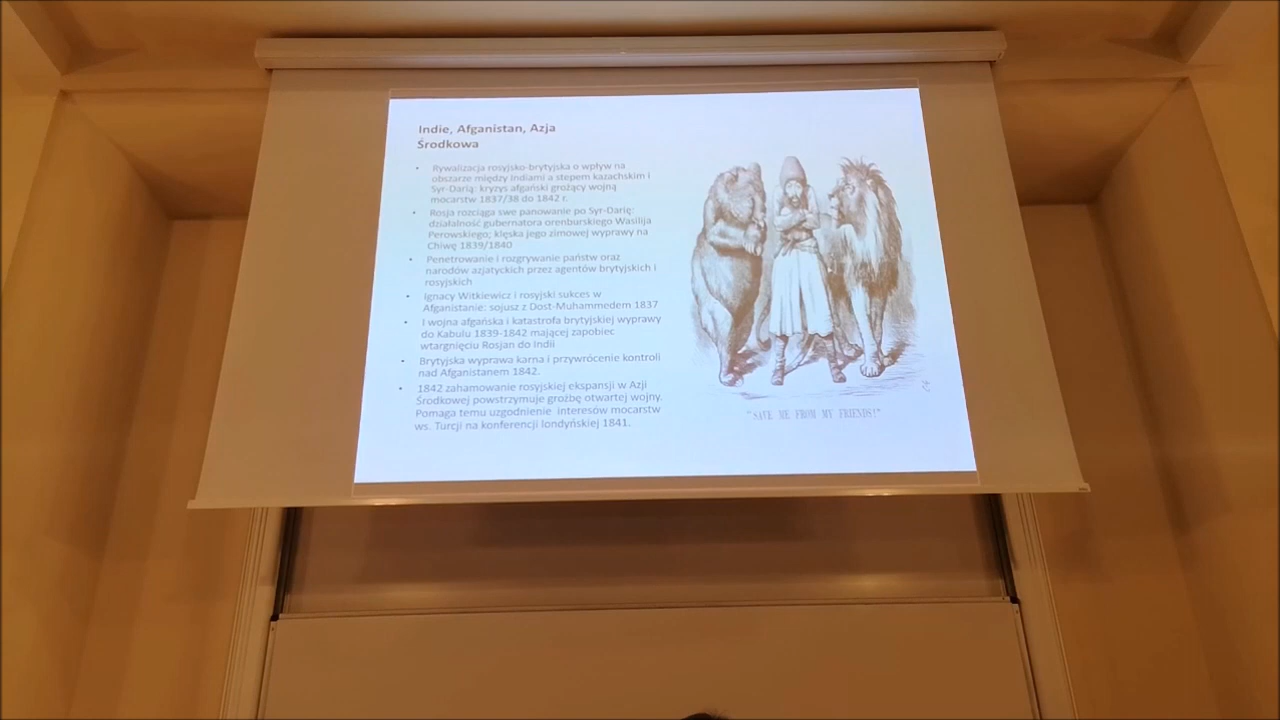 Indie, Afganistan, Azja
Środkowa
• Rywalizacja rosyjsko-brytyjska o wpływ na
obszarze między Indiami a stepem kazachskim i
Syr-Darią: kryzys afgański grożący wojną
mocarstw 1837/38 do 1842 r.
• Rosja rozciąga swe panowanie po Syr-Darię:
działalność gubernatora orenburskiego Wasilija
Perowskiego; klęska jego zimowej wyprawy na
Chiwę 1839/1840
• Penetrowanie i rozgrywanie państw oraz
narodów azjatyckich przez agentów brytyjskich i
rosyjskich
• Ignacy Witkiewicz i rosyjski sukces w
Afganistanie: sojusz z Dost-Muhammedem 1837
• I wojna afgańska i katastrofa brytyjskiej wyprawy
do Kabulu 1839-1842 mającej zapobiec
wtargnięciu Rosjan do Indii
• Brytyjska wyprawa karna i przywrócenie kontroli
nad Afganistanem 1842.
• 1842 zahamowanie rosyjskiej ekspansji w Azji
Środkowej powstrzymuje groźbę otwartej wojny.
Pomaga temu uzgodnienie interesów mocarstw
ws. Turcji na konferencji londyńskiej 1841.
"SAVE ME FROM MY FRIENDS!"